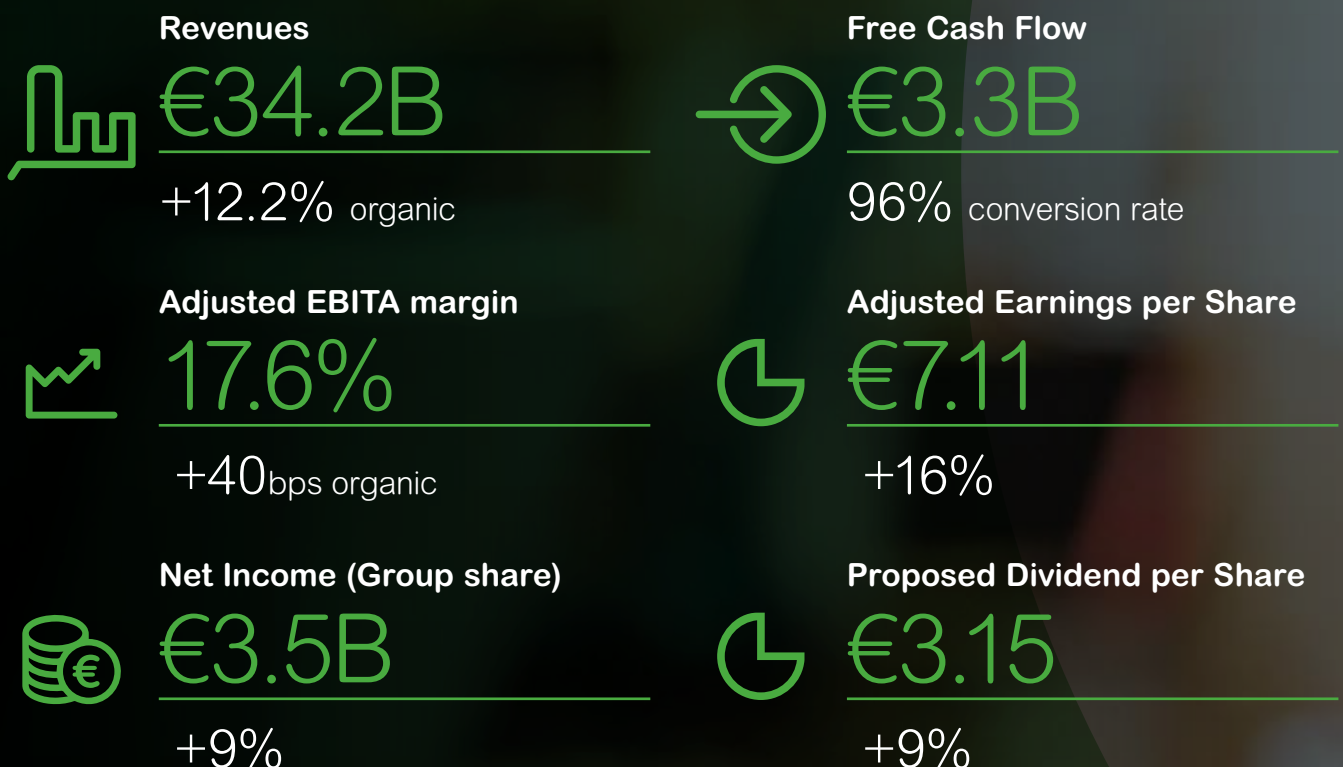 Revenues
€34.2B
+12.2% organic
Free Cash Flow
€3.3B
96% conversion rate
Adjusted EBITA margin
17.6%
+40bps organic
Adjusted Earnings per Share
€7.11
+16%
Net Income (Group share)
€3.5B
€
+9%
Proposed Dividend per Share
€3.15
+9%